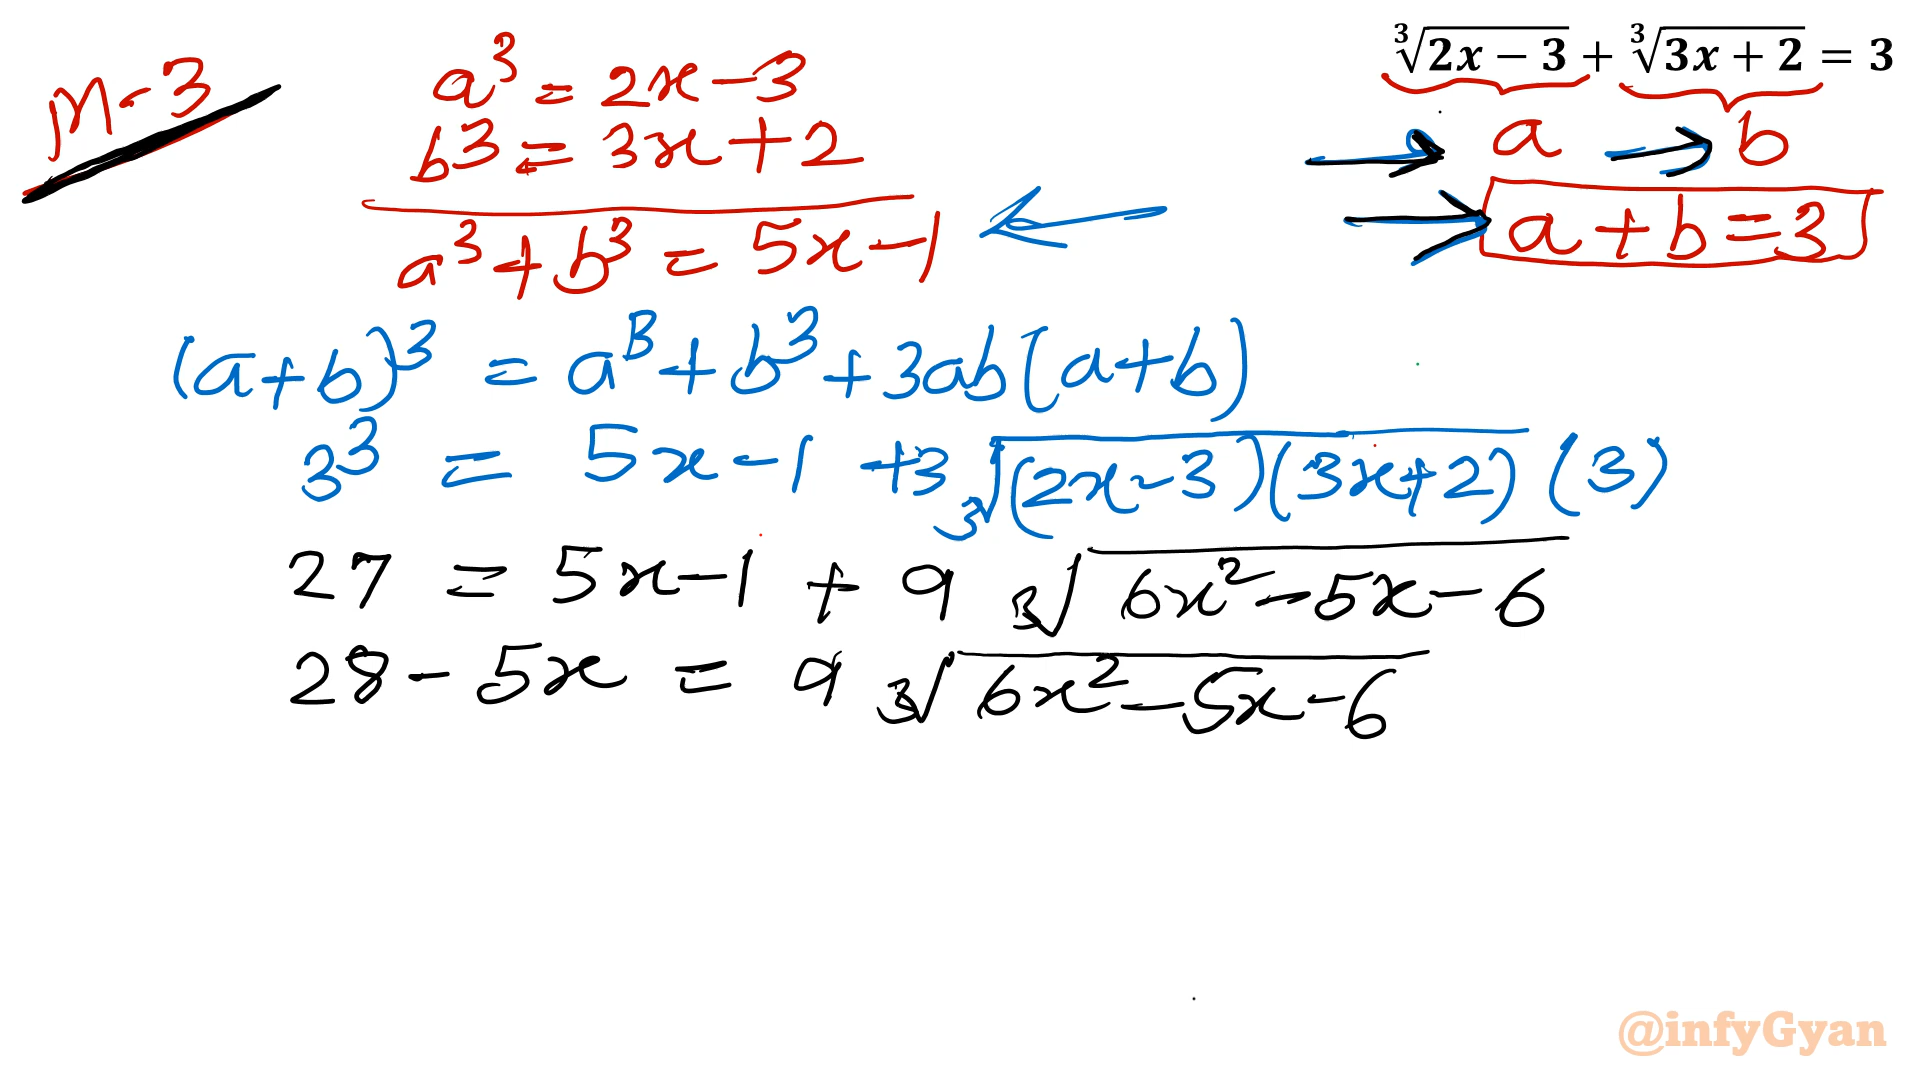 M-3
∛(2x − 3) + ∛(3x + 2) = 3
a b
a + b = 3
a³ = 2x - 3
b³ = 3x + 2
a³ + b³ = 5x - 1
(a+b)³ = a³ + b³ + 3ab(a+b)
3³ = 5x - 1 + 3 ∛(2x-3)(3x+2) (3)
27 = 5x - 1 + 9 ∛6x² - 5x - 6
28 - 5x = 9 ∛6x² - 5x - 6
@infyGyan